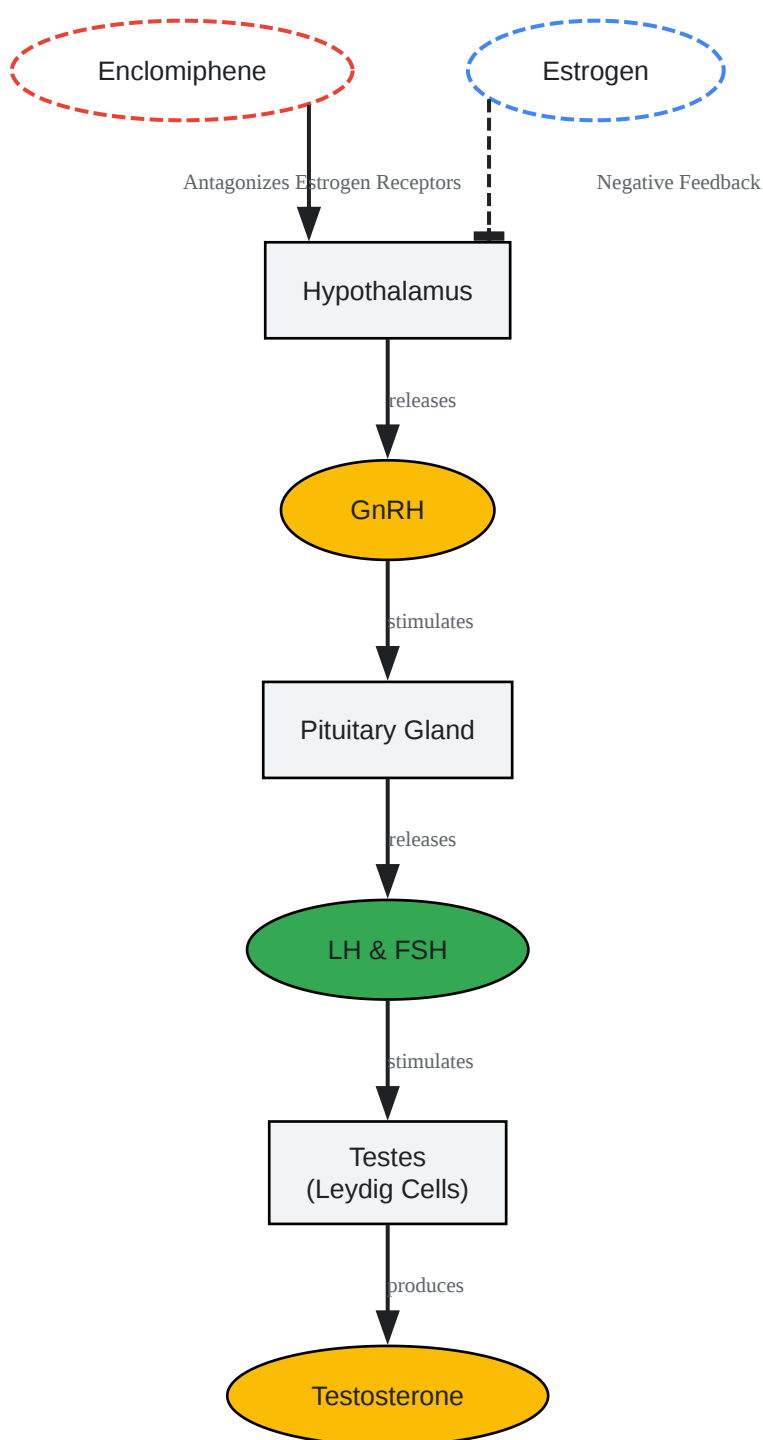 Enclomiphene
Estrogen
Antagonizes Estrogen Receptors
Negative Feedback
Hypothalamus
releases
GnRH
stimulates
Pituitary Gland
releases
LH & FSH
stimulates
Testes
(Leydig Cells)
produces
Testosterone